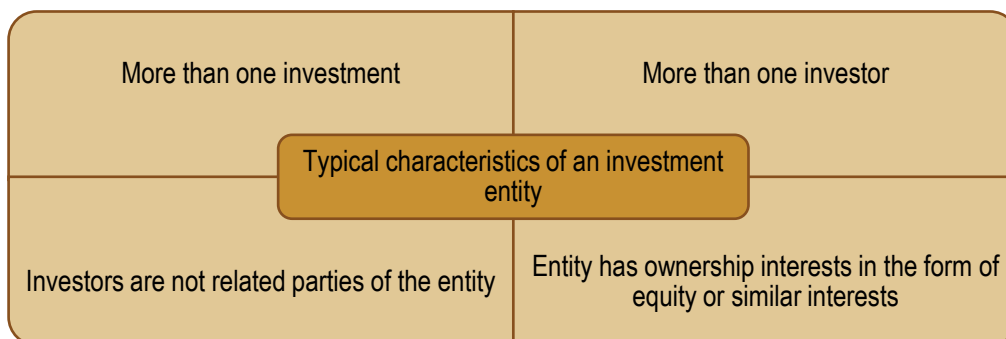 More than one investment
More than one investor
Typical characteristics of an investment
entity
Investors are not related parties of the entity
Entity has ownership interests in the form of
equity or similar interests